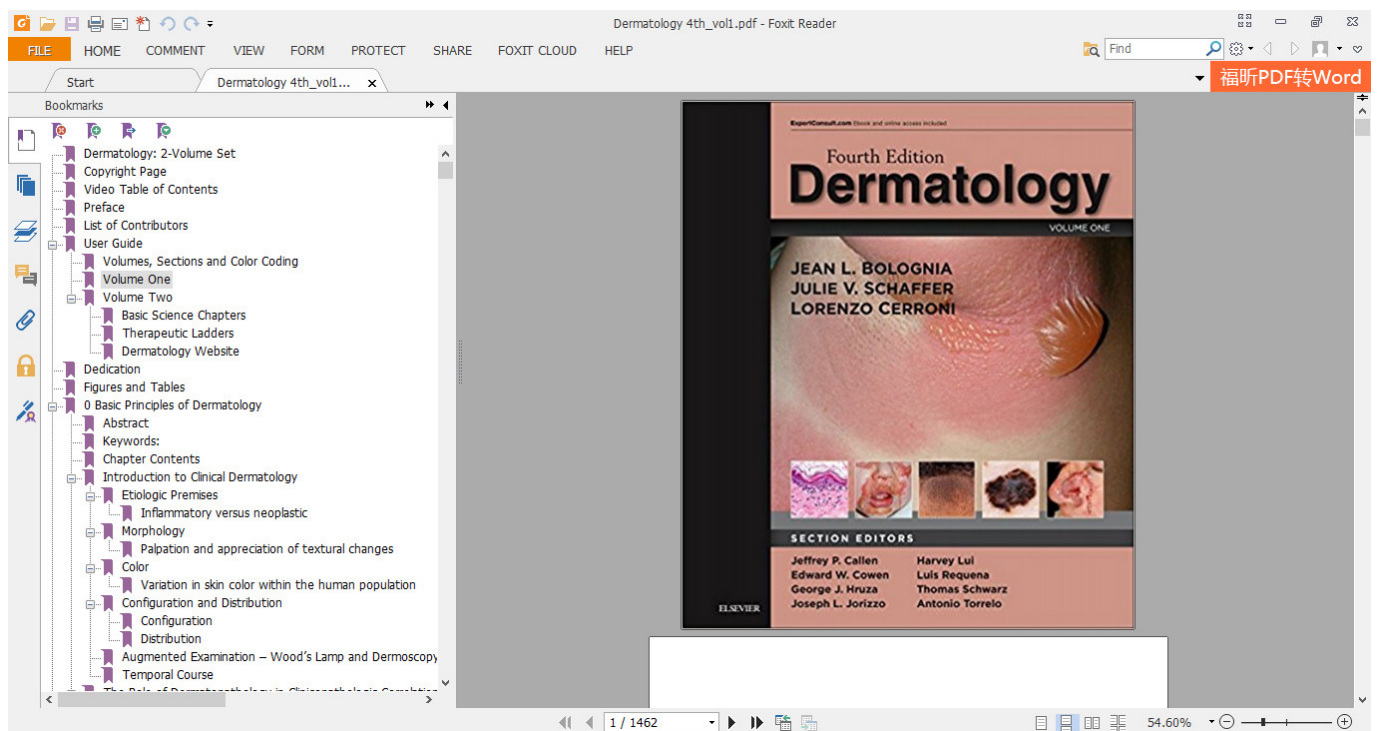 Dermatology 4th_vol1.pdf - Foxit Reader
FILE HOME COMMENT VIEW FORM PROTECT SHARE FOXIT CLOUD HELP
Find
Start
Dermatology 4th_vol1...
福昕PDF转Word
Bookmarks
Dermatology: 2-Volume Set
Copyright Page
Video Table of Contents
Preface
List of Contributors
User Guide
Volumes, Sections and Color Coding
Volume One
Volume Two
Basic Science Chapters
Therapeutic Ladders
Dermatology Website
Dedication
Figures and Tables
0 Basic Principles of Dermatology
Abstract
Keywords:
Chapter Contents
Introduction to Clinical Dermatology
Etiologic Premises
Inflammatory versus neoplastic
Morphology
Palpation and appreciation of textural changes
Color
Variation in skin color within the human population
Configuration and Distribution
Configuration
Distribution
Augmented Examination – Wood's Lamp and Dermoscopy
Temporal Course
The Role of Dermatopathology in Clinicopathologic Correlation
ExpertConsult.com Ebook and online access included
Fourth Edition
Dermatology
VOLUME ONE
JEAN L. BOLOGNIA
JULIE V. SCHAFFER
LORENZO CERRONI
SECTION EDITORS
Jeffrey P. Callen
Edward W. Cowen
George J. Hruza
Joseph L. Jorizzo
Harvey Lui
Luis Requena
Thomas Schwarz
Antonio Torrelo
ELSEVIER
1 / 1462
54.60%